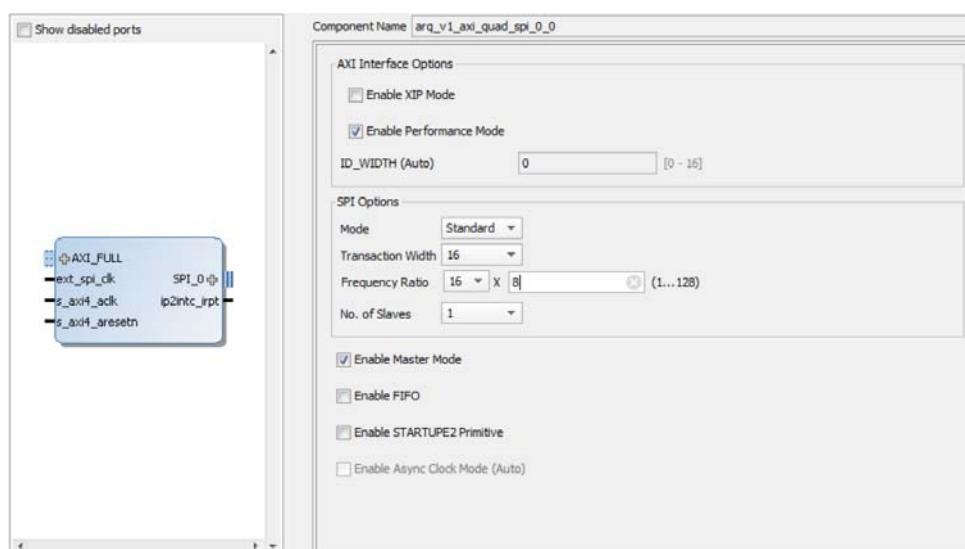 Show disabled ports
Component Name arq_v1_axi_quad_spi_0_0
AXI Interface Options
Enable XIP Mode
Enable Performance Mode
ID_WIDTH (Auto) 0 [0 - 16]
SPI Options
Mode Standard
Transaction Width 16
Frequency Ratio 16 X 8 (1...128)
No. of Slaves 1
Enable Master Mode
Enable FIFO
Enable STARTUPE2 Primitive
Enable Async Clock Mode (Auto)
AXI_FULL
ext_spi_clk SPI_0
s_axi4_aclk ip2intc_irpt
s_axi4_aresetn